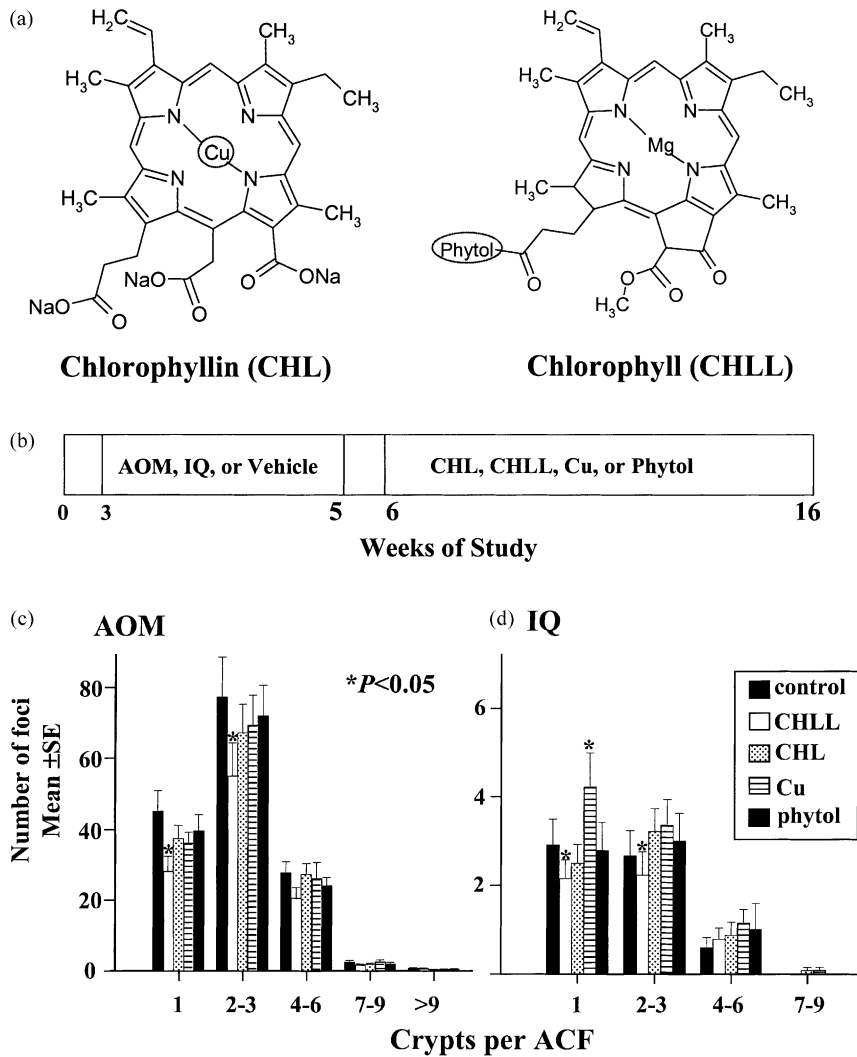 (a)
H₂C
CH₃
H₃C
CH₃
N
N
Cu
N
N
H₃C
CH₃
NaO
O
NaO
O
O
ONa
Chlorophyllin (CHL)
H₂C
CH₃
H₃C
CH₃
N
N
Mg
N
N
H₃C
CH₃
Phytol
O
O
O
O
H₃C
Chlorophyll (CHLL)
(b)
AOM, IQ, or Vehicle
CHL, CHLL, Cu, or Phytol
0 3 5 6 16
Weeks of Study
(c) AOM
*P<0.05
Number of foci
Mean ±SE
80
60
40
20
0
* *
1 2-3 4-6 7-9 >9
(d) IQ
control
CHLL
CHL
Cu
phytol
6
4
2
* * *
1 2-3 4-6 7-9
Crypts per ACF